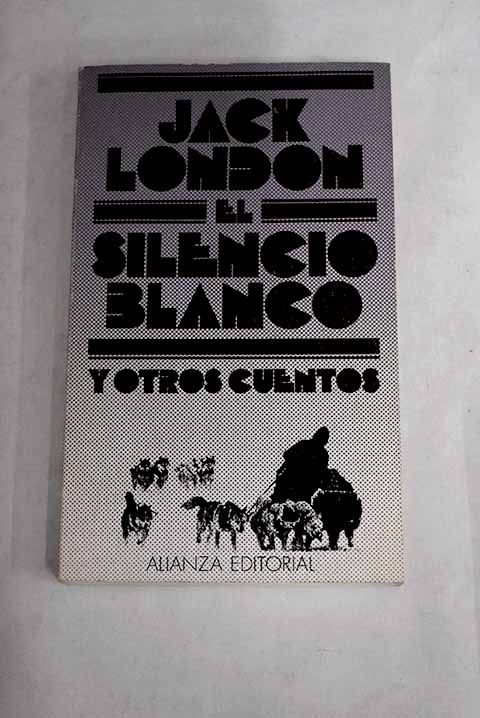 JACK
LONDON
EL
SILENCIO
BLANCO
Y OTROS CUENTOS
ALIANZA EDITORIAL